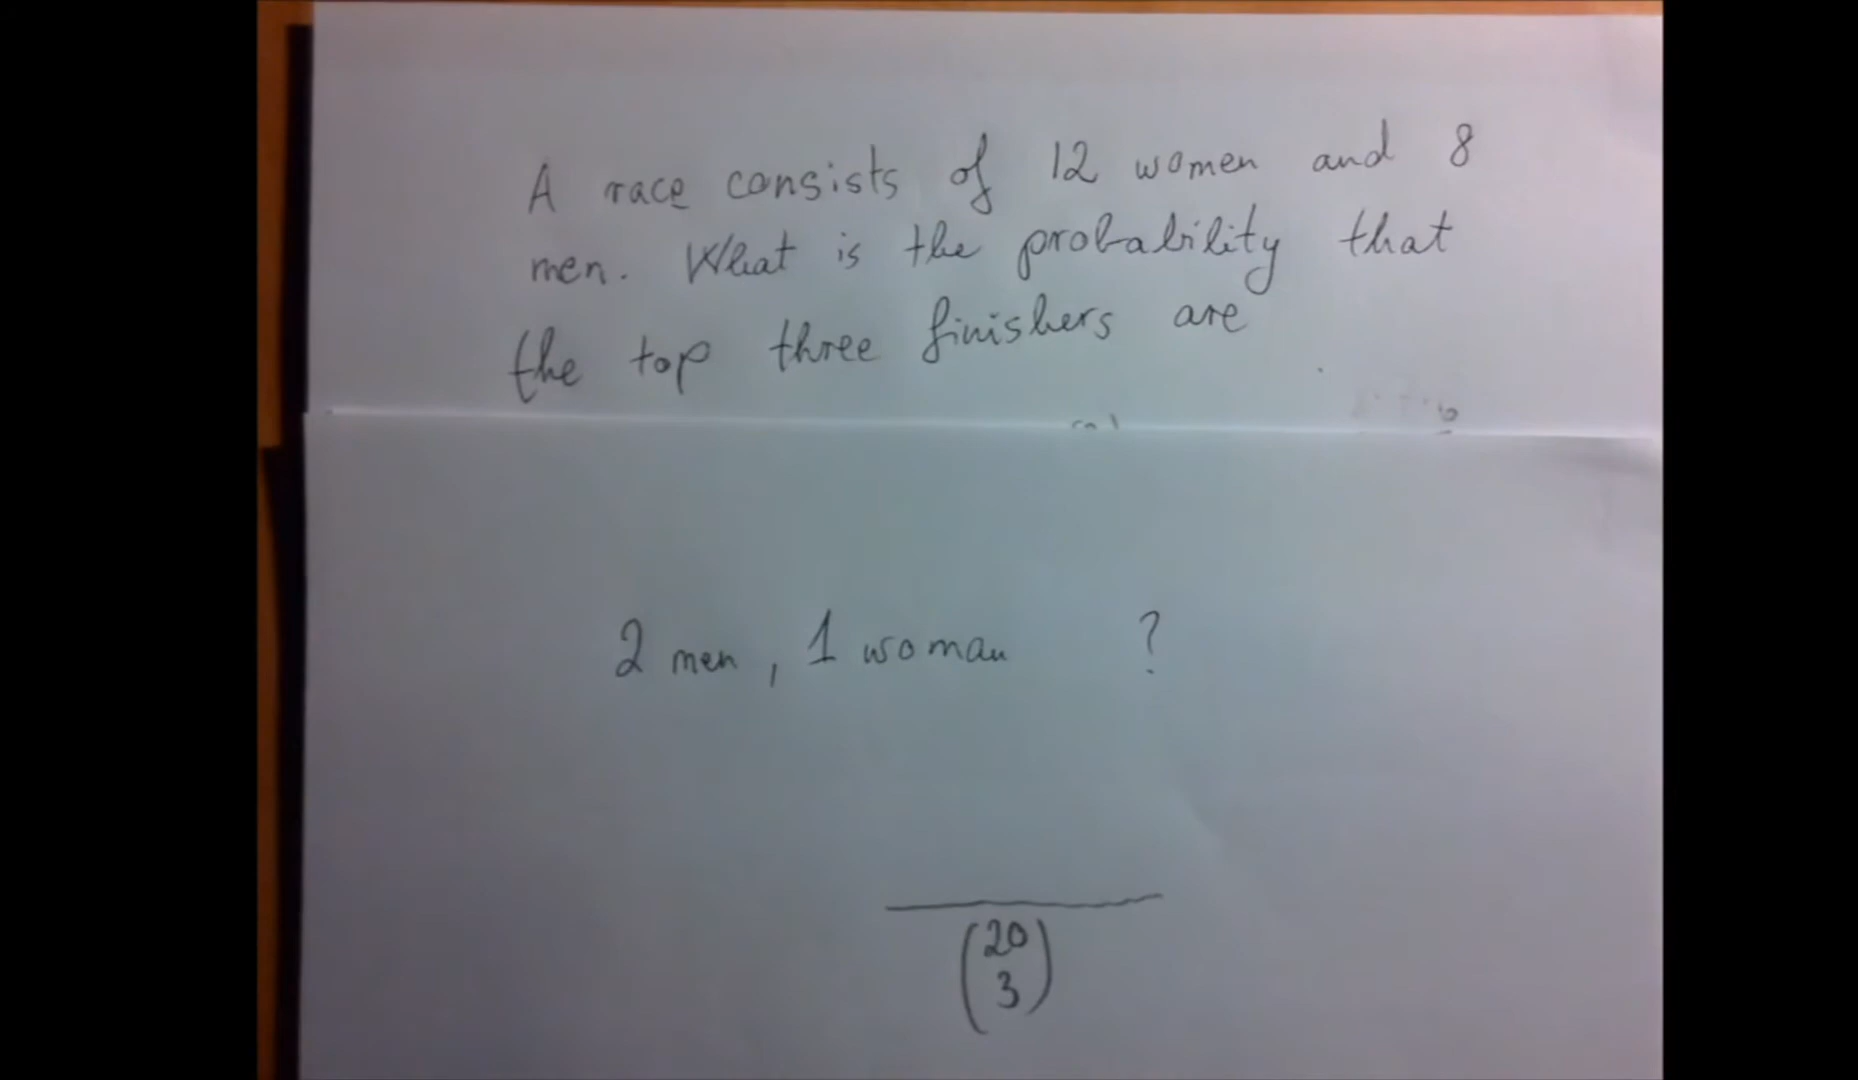 A race consists of 12 women and 8
men. What is the probability that
the top three finishers are
2 men, 1 woman ?
(20
3)